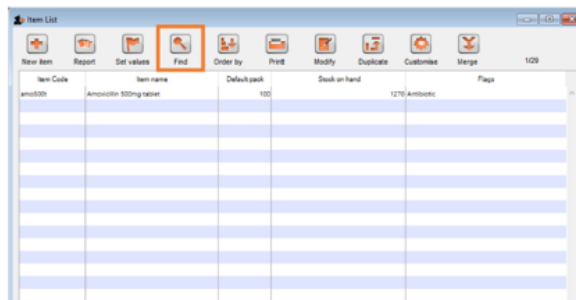 Item List
New item Report Set values Find Order by Print Modify Duplicate Customise Merge 1/29
Item Code Item name Default pack Stock on hand Flags
amo500t Amoxicillin 500mg tablet 100 1270 Antibiotic